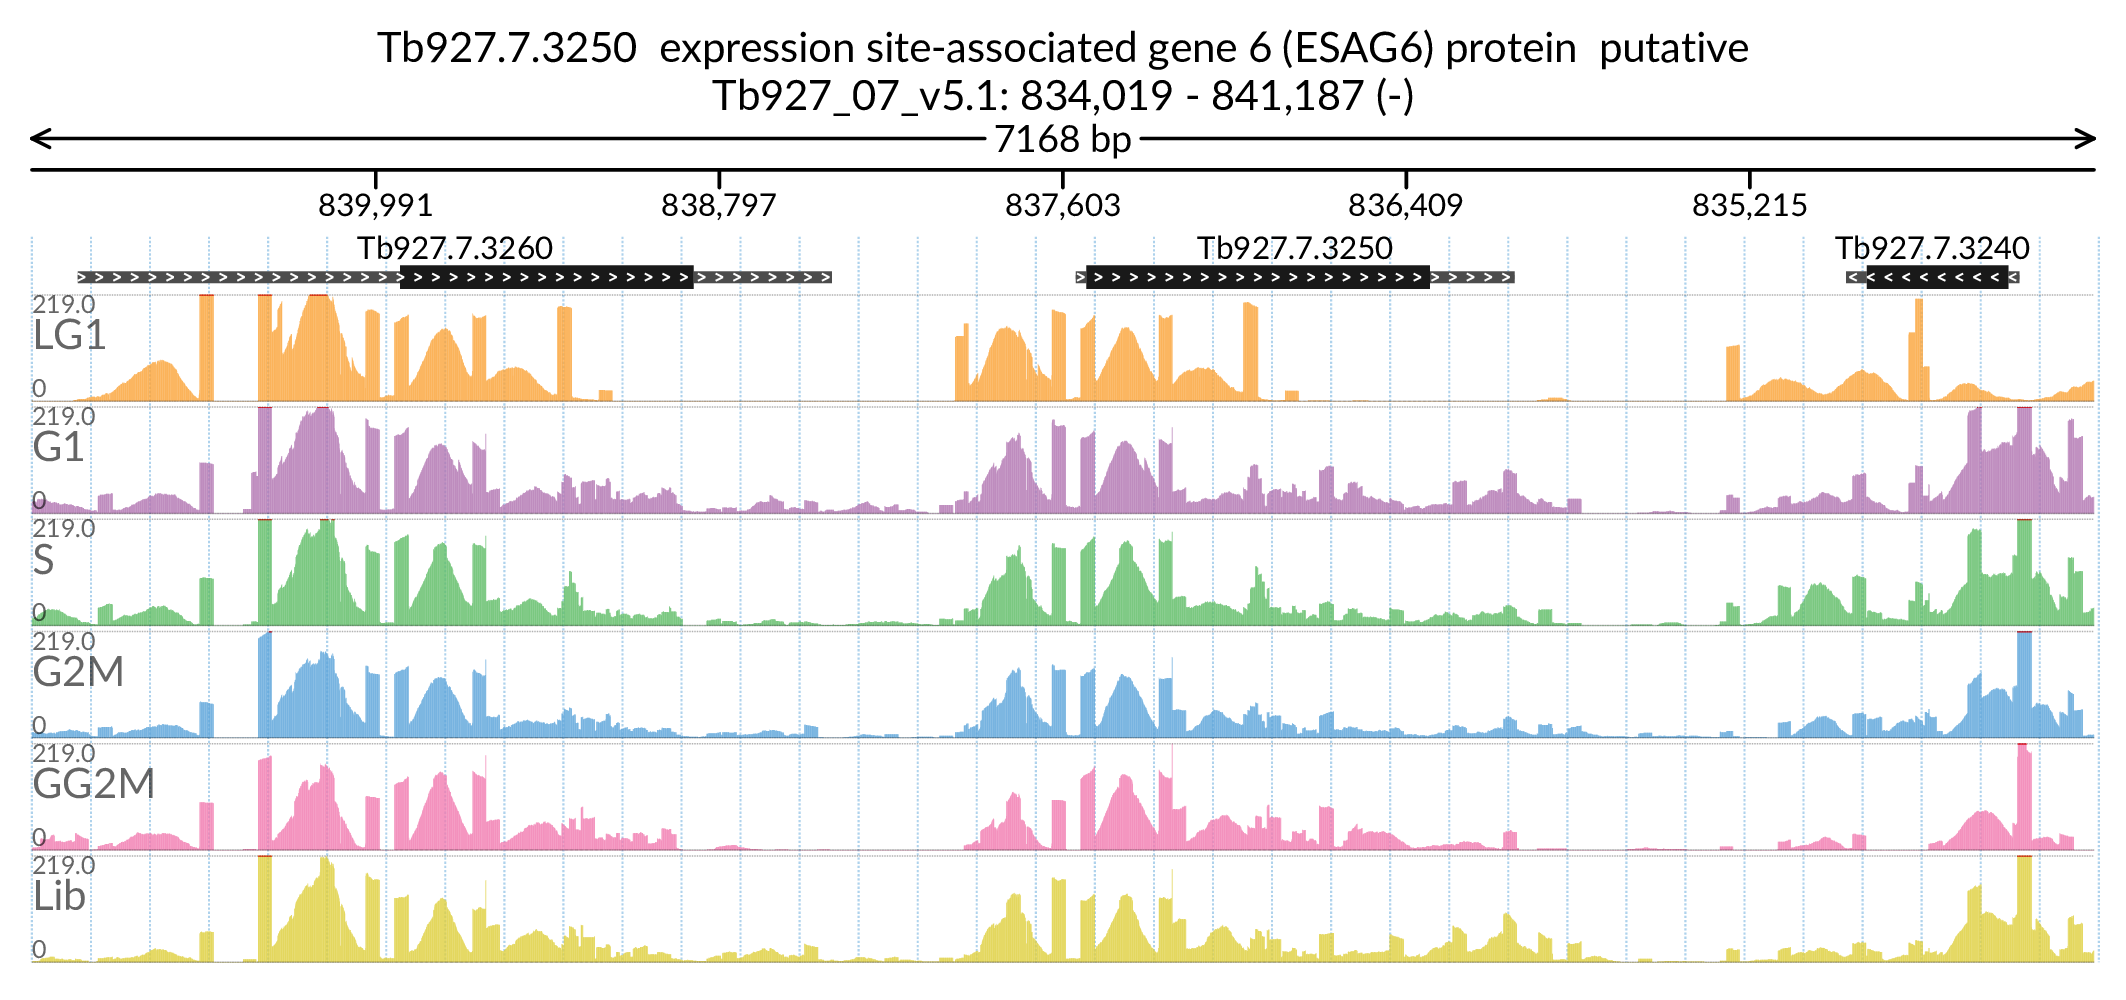 Tb927.7.3250 expression site-associated gene 6 (ESAG6) protein putative
Tb927_07_v5.1: 834,019 - 841,187 (-)
7168 bp
839,991 838,797 837,603 836,409 835,215
Tb927.7.3260 Tb927.7.3250 Tb927.7.3240
219.0
LG1
0
219.0
G1
0
219.0
S
0
219.0
G2M
0
219.0
GG2M
0
219.0
Lib
0